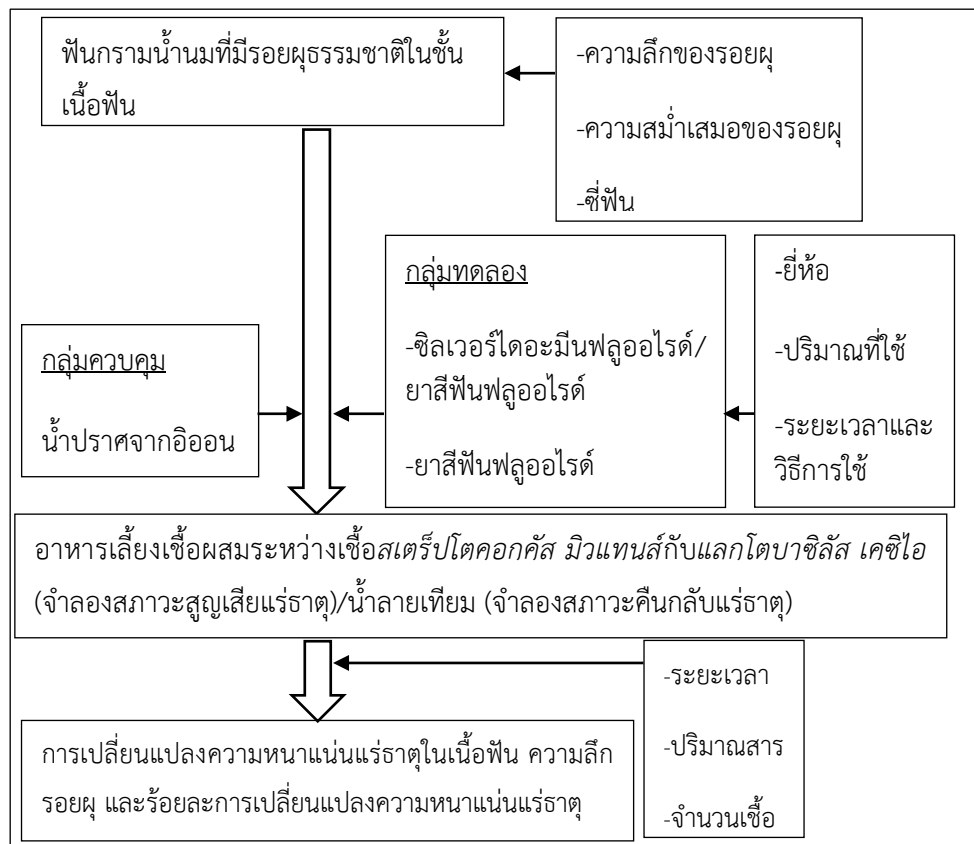 ฟันกรามน้ำนมที่มีรอยผุธรรมชาติในชั้น
เนื้อฟัน
-ความลึกของรอยผุ
-ความสม่ำเสมอของรอยผุ
-ซี่ฟัน
กลุ่มควบคุม
น้ำปราศจากอิออน
กลุ่มทดลอง
-ซิลเวอร์ไดอะมีนฟลูออไรด์/
ยาสีฟันฟลูออไรด์
-ยาสีฟันฟลูออไรด์
-ยี่ห้อ
-ปริมาณที่ใช้
-ระยะเวลาและ
วิธีการใช้
อาหารเลี้ยงเชื้อผสมระหว่างเชื้อสเตร็ปโตคอกคัส มิวแทนส์กับแลกโตบาซิลัส เคซิไอ
(จำลองสภาวะสูญเสียแร่ธาตุ)/น้ำลายเทียม (จำลองสภาวะคืนกลับแร่ธาตุ)
-ระยะเวลา
-ปริมาณสาร
-จำนวนเชื้อ
การเปลี่ยนแปลงความหนาแน่นแร่ธาตุในเนื้อฟัน ความลึก
รอยผุ และร้อยละการเปลี่ยนแปลงความหนาแน่นแร่ธาตุ